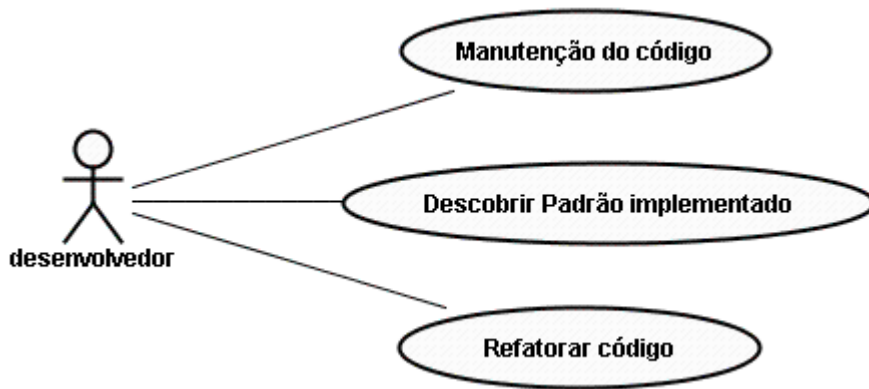 Manutenção do código
Descobrir Padrão implementado
desenvolvedor
Refatorar código